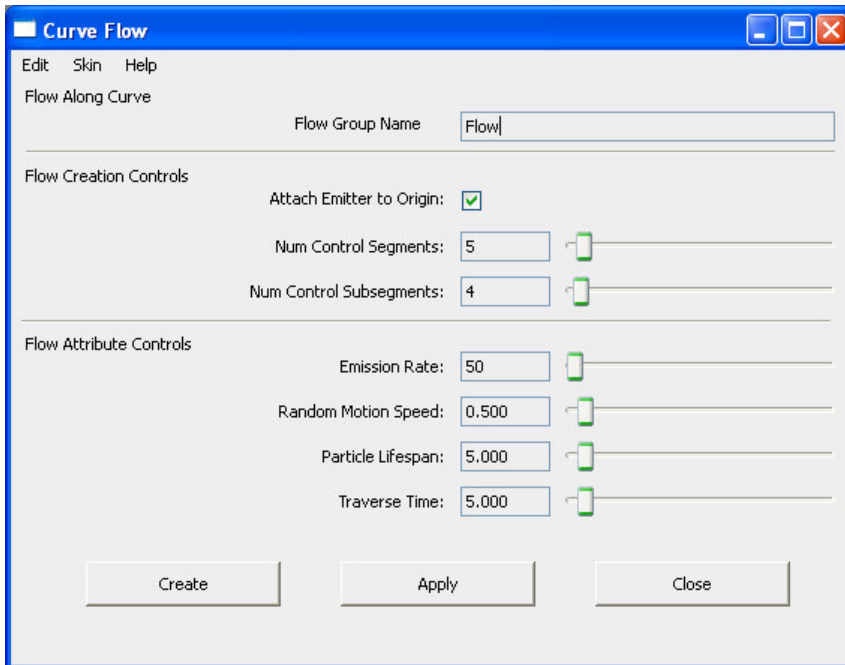 Curve Flow
Edit Skin Help
Flow Along Curve
Flow Group Name Flow
Flow Creation Controls
Attach Emitter to Origin:
Num Control Segments: 5
Num Control Subsegments: 4
Flow Attribute Controls
Emission Rate: 50
Random Motion Speed: 0.500
Particle Lifespan: 5.000
Traverse Time: 5.000
Create Apply Close